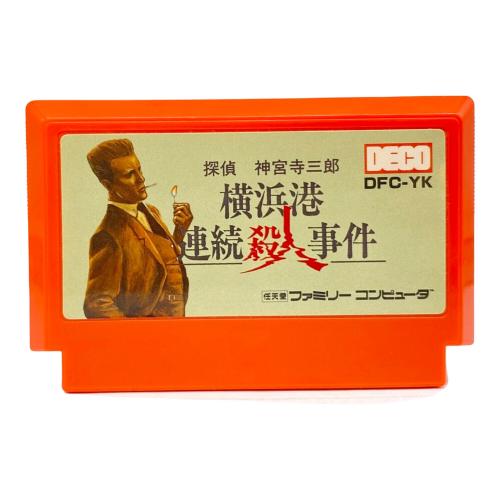 DECO
DFC-YK
探偵 神宮寺三郎
横浜港
連続殺人事件
任天堂 ファミリー コンピュータ